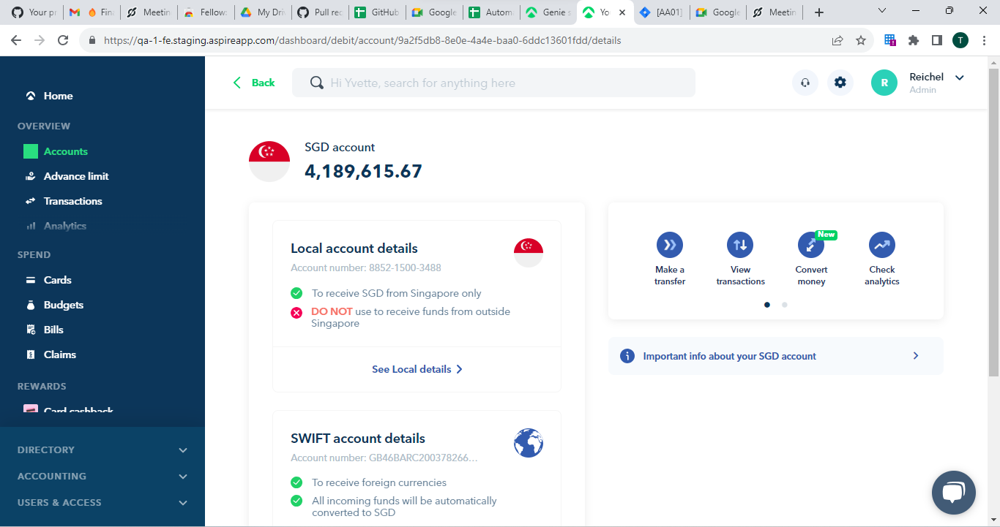 Your p
Fin
Meetin
Fellows
My Dri
Pull rec
GitHub
Google
Autom
Genie s
Yo
[AA01]
Google
Meetin
https://qa-1-fe.staging.aspireapp.com/dashboard/debit/account/9a2f5db8-8e0e-4a4e-baa0-6ddc13601fdd/details
T
Home
OVERVIEW
Accounts
Advance limit
Transactions
Analytics
SPEND
Cards
Budgets
Bills
Claims
REWARDS
Card cashback
DIRECTORY
ACCOUNTING
USERS & ACCESS
Back
Hi Yvette, search for anything here
R
Reichel
Admin
SGD account
4,189,615.67
Local account details
Account number: 8852-1500-3488
To receive SGD from Singapore only
DO NOT use to receive funds from outside
Singapore
See Local details
SWIFT account details
Account number: GB46BARC200378266...
To receive foreign currencies
All incoming funds will be automatically
converted to SGD
New
Make a
transfer
View
transactions
Convert
money
Check
analytics
Important info about your SGD account